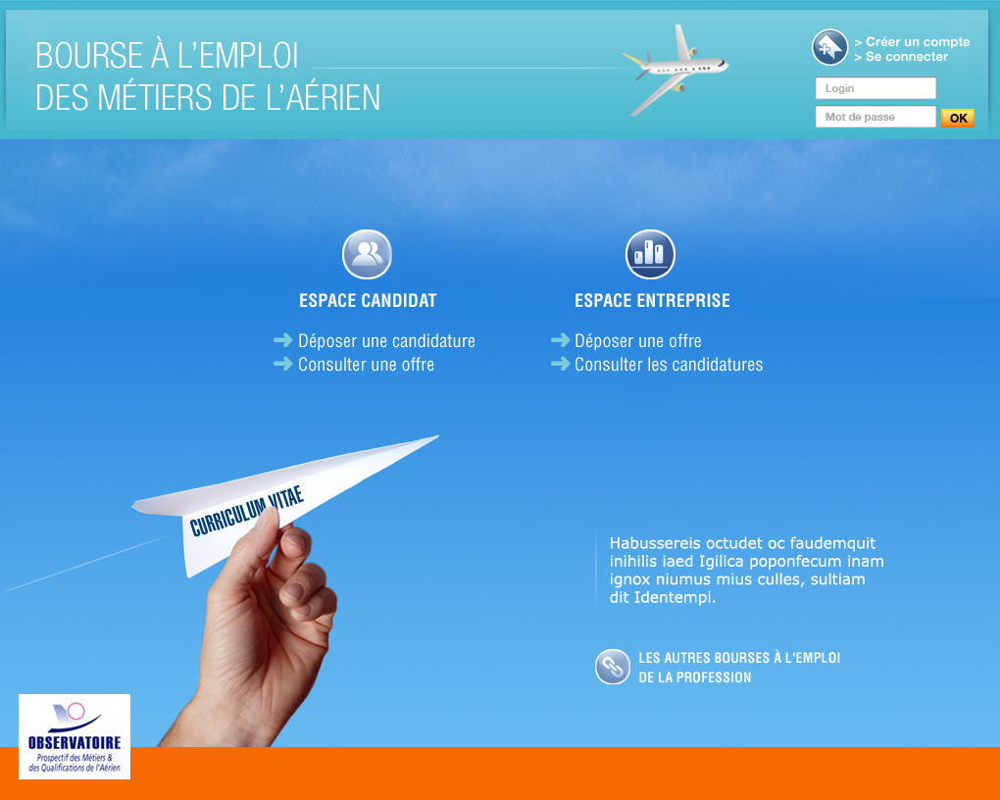 BOURSE À L'EMPLOI
DES MÉTIERS DE L'AÉRIEN
> Créer un compte
> Se connecter
Login
Mot de passe
OK
ESPACE CANDIDAT
Déposer une candidature
Consulter une offre
ESPACE ENTREPRISE
Déposer une offre
Consulter les candidatures
CURRICULUM VITAE
Habussereis octudet oc faudemquit
inihilis iaed Igilica poponfecum inam
ignox niumus mius culles, sultiam
dit Identempl.
LES AUTRES BOURSES À L'EMPLOI
DE LA PROFESSION
OBSERVATOIRE
Prospectif des Métiers &
des Qualifications de l'Aérien